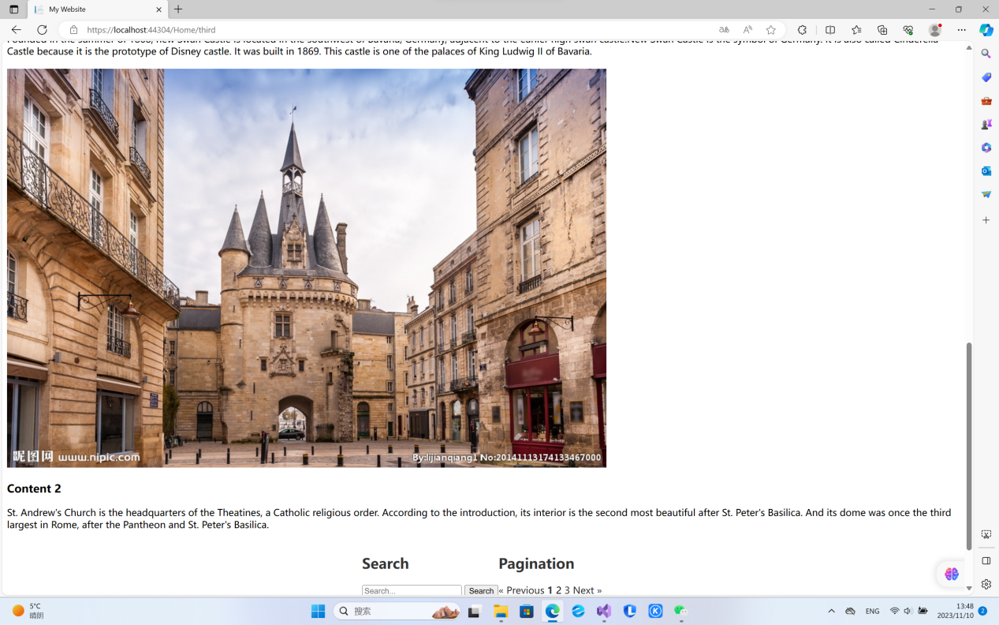 My Website
https://localhost:44304/Home/third
Founded in the summer of 1868, new Swan Castle is located in the southwest of Bavaria, Germany, adjacent to the earlier high swan castle.New Swan Castle is the symbol of Germany. It is also called Cinderella
Castle because it is the prototype of Disney castle. It was built in 1869. This castle is one of the palaces of King Ludwig II of Bavaria.
昵图网 www.nipic.com
By:lijianqiang1 No:20141113174133467000
Content 2
St. Andrew's Church is the headquarters of the Theatines, a Catholic religious order. According to the introduction, its interior is the second most beautiful after St. Peter's Basilica. And its dome was once the third
largest in Rome, after the Pantheon and St. Peter's Basilica.
Search Pagination
Search... Search « Previous 1 2 3 Next »
5°C
晴朗
搜索
ENG
13:48
2023/11/10
2